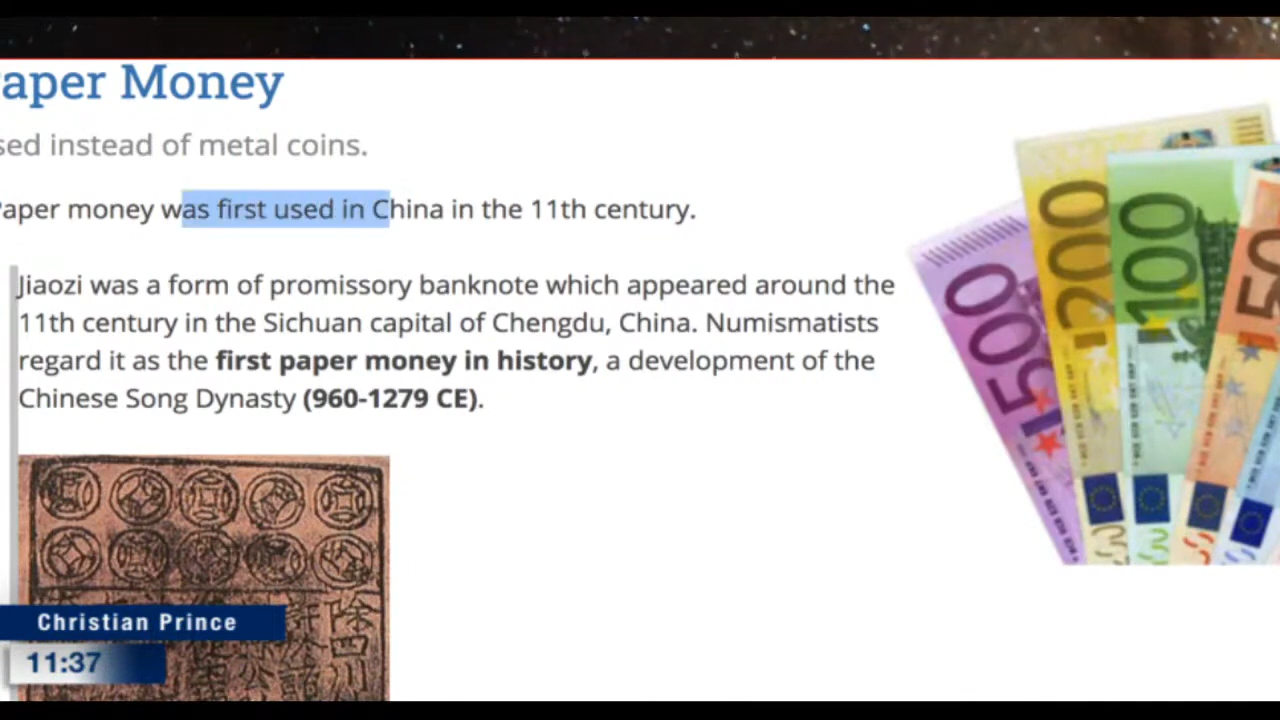 aper Money
sed instead of metal coins.
aper money was first used in China in the 11th century.
Jiaozi was a form of promissory banknote which appeared around the
11th century in the Sichuan capital of Chengdu, China. Numismatists
regard it as the first paper money in history, a development of the
Chinese Song Dynasty (960-1279 CE).
500
200
100
50
除四川
Christian Prince
11:37